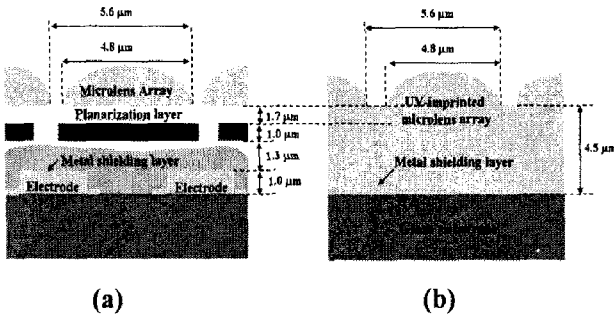 5.6 μm
4.8 μm
Microlens Array
Planarization layer
1.7 μm
1.0 μm
1.3 μm
Metal shielding layer
1.0 μm
Electrode
Electrode
(a)
5.6 μm
4.8 μm
UV-imprinted
microlens array
4.5 μm
Metal shielding layer
(b)